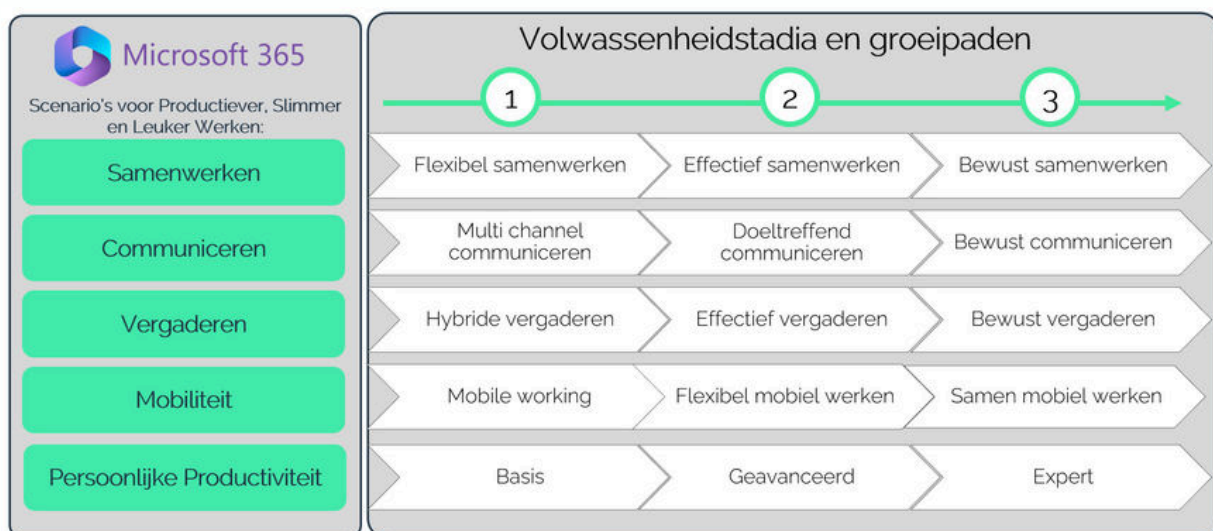 Microsoft 365
Scenario's voor Productiever, Slimmer
en Leuker Werken:
Volwassenheidstadia en groeipaden
1
2
3
Samenwerken
Flexibel samenwerken
Effectief samenwerken
Bewust samenwerken
Communiceren
Multi channel
communiceren
Doeltreffend
communiceren
Bewust communiceren
Vergaderen
Hybride vergaderen
Effectief vergaderen
Bewust vergaderen
Mobiliteit
Mobile working
Flexibel mobiel werken
Samen mobiel werken
Persoonlijke Productiviteit
Basis
Geavanceerd
Expert